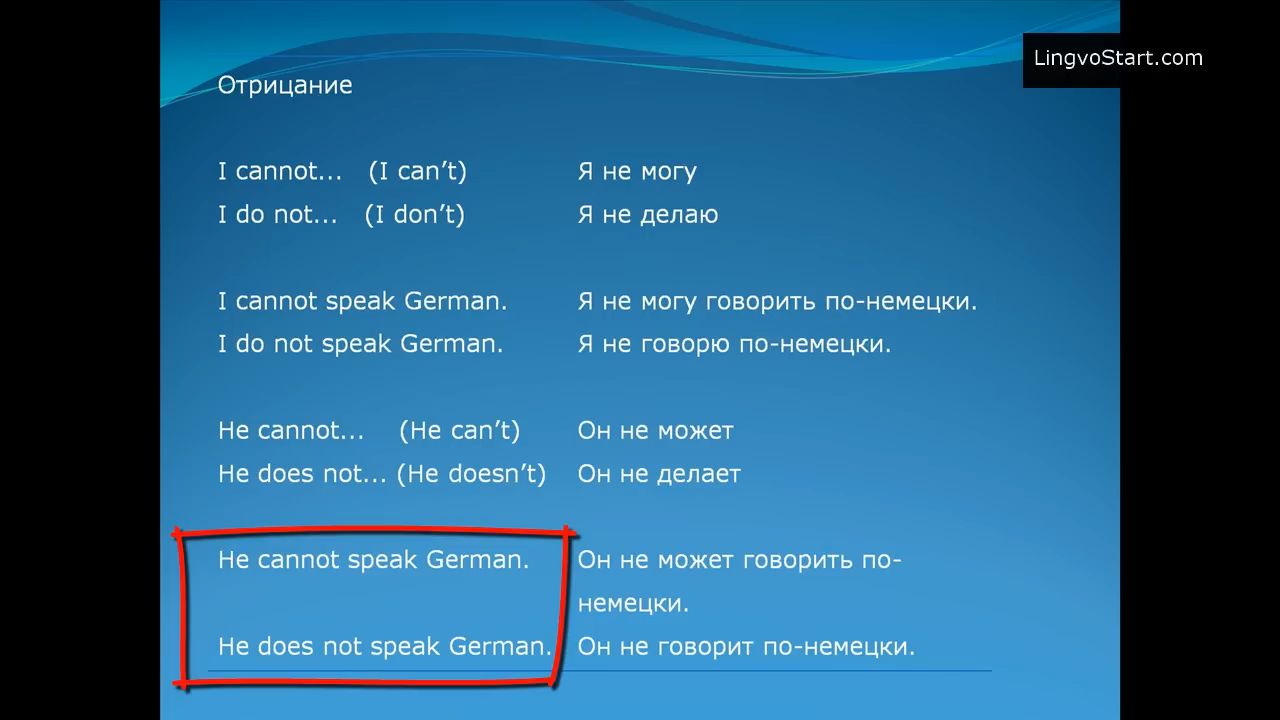 LingvoStart.com
Отрицание
I cannot... (I can’t) Я не могу
I do not... (I don’t) Я не делаю
I cannot speak German. Я не могу говорить по-немецки.
I do not speak German. Я не говорю по-немецки.
He cannot... (He can’t) Он не может
He does not... (He doesn’t) Он не делает
He cannot speak German. Он не может говорить по-
немецки.
He does not speak German. Он не говорит по-немецки.